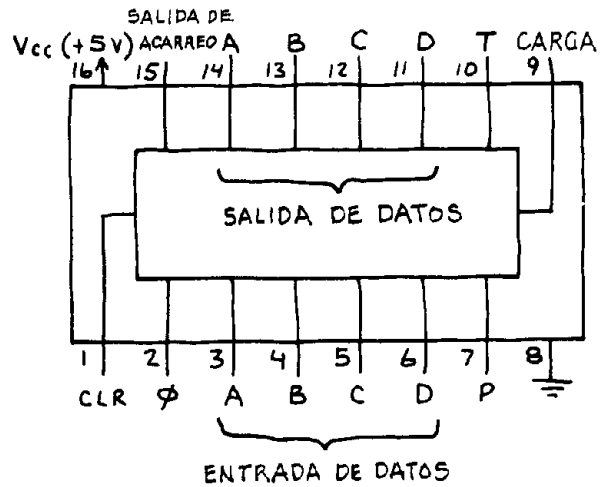 SALIDA DE
Vcc (+5 V) ACARREO A B C D T CARGA
16 15 14 13 12 11 10 9
SALIDA DE DATOS
1 2 3 4 5 6 7 8
CLR Ø A B C D P
ENTRADA DE DATOS